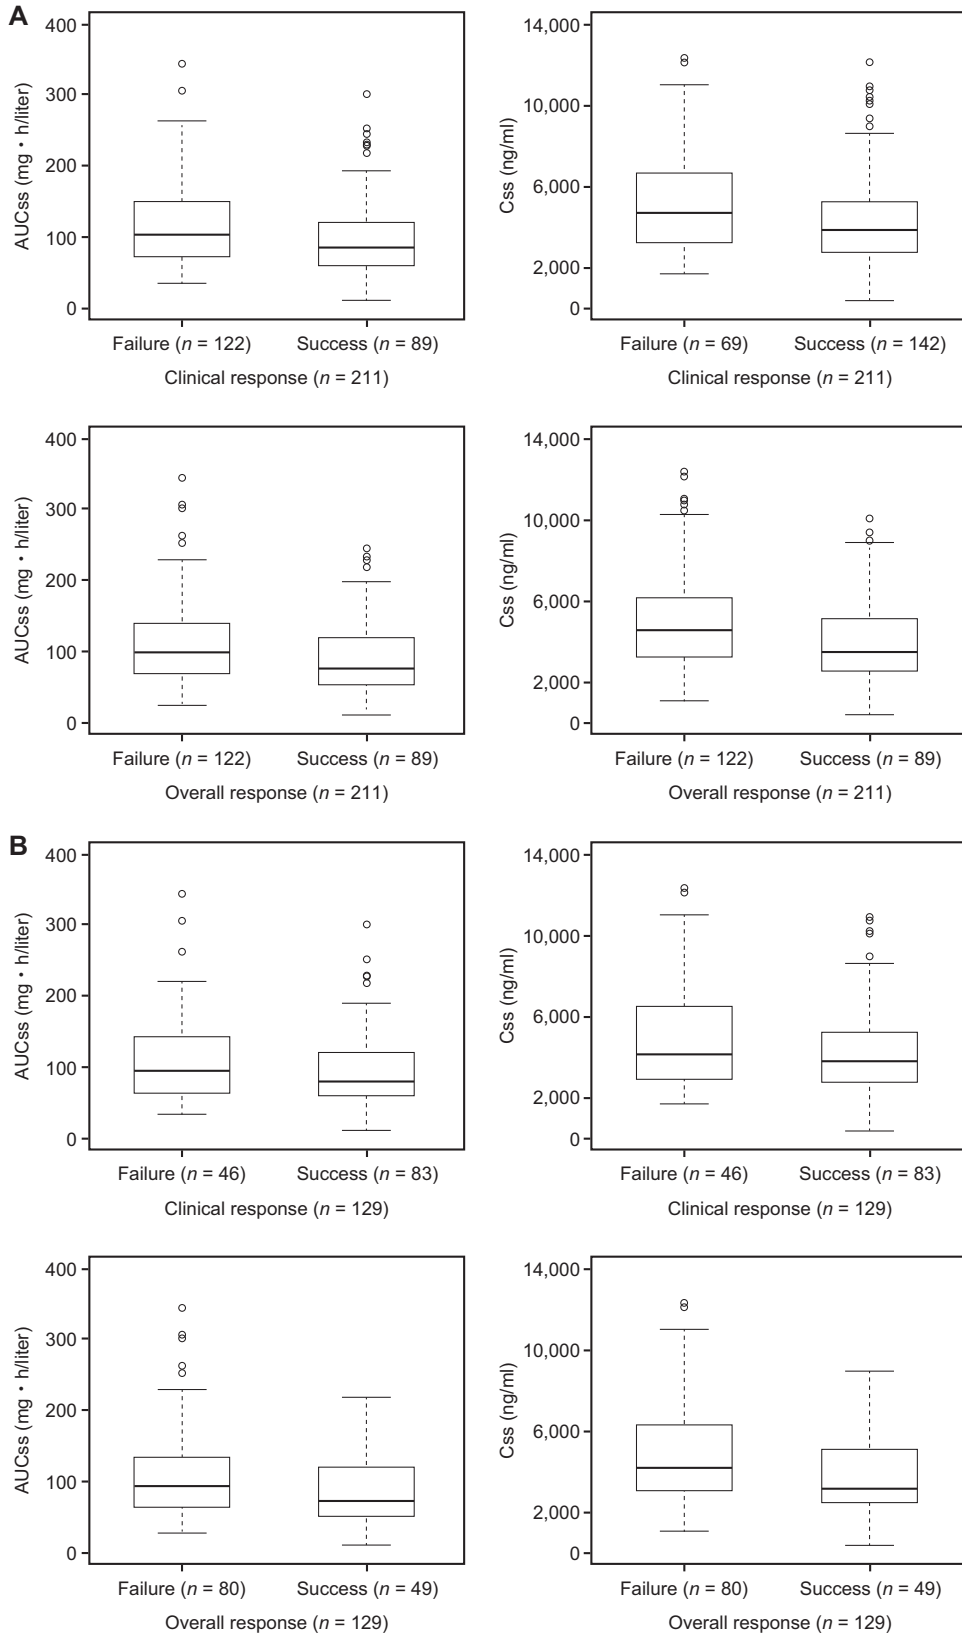 A
400
300
200
100
0
AUCss (mg • h/liter)
Failure (n = 122) Success (n = 89)
Clinical response (n = 211)
14,000
10,000
6,000
2,000
0
Css (ng/ml)
Failure (n = 69) Success (n = 142)
Clinical response (n = 211)
400
300
200
100
0
AUCss (mg • h/liter)
Failure (n = 122) Success (n = 89)
Overall response (n = 211)
14,000
10,000
6,000
2,000
0
Css (ng/ml)
Failure (n = 122) Success (n = 89)
Overall response (n = 211)
B
400
300
200
100
0
AUCss (mg • h/liter)
Failure (n = 46) Success (n = 83)
Clinical response (n = 129)
14,000
10,000
6,000
2,000
0
Css (ng/ml)
Failure (n = 46) Success (n = 83)
Clinical response (n = 129)
400
300
200
100
0
AUCss (mg • h/liter)
Failure (n = 80) Success (n = 49)
Overall response (n = 129)
14,000
10,000
6,000
2,000
0
Css (ng/ml)
Failure (n = 80) Success (n = 49)
Overall response (n = 129)